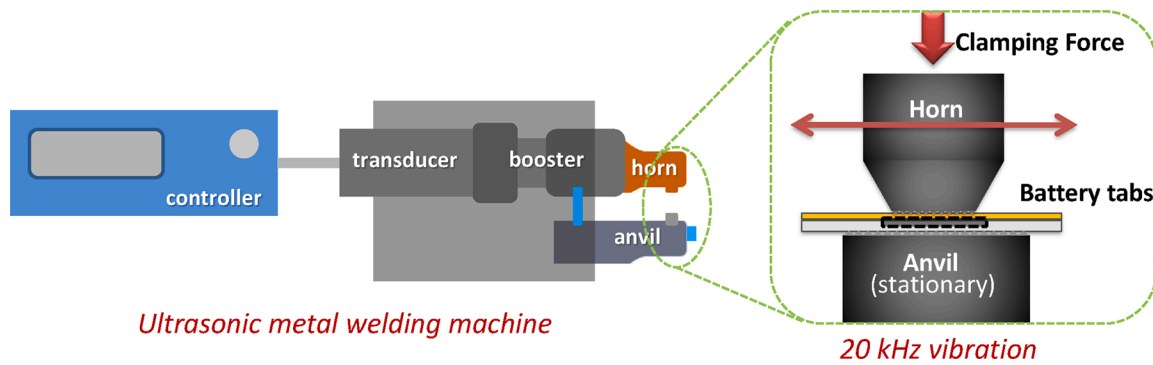 controller
transducer
booster
horn
anvil
Ultrasonic metal welding machine
Clamping Force
Horn
Battery tabs
Anvil
(stationary)
20 kHz vibration